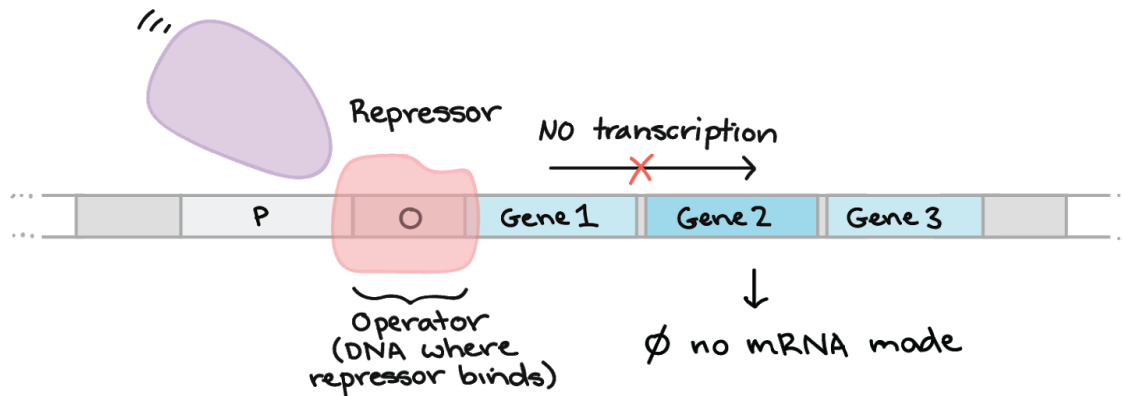 Repressor
NO transcription
P
O
Gene 1
Gene 2
Gene 3
Operator
(DNA where
repressor binds)
Ø no mRNA made